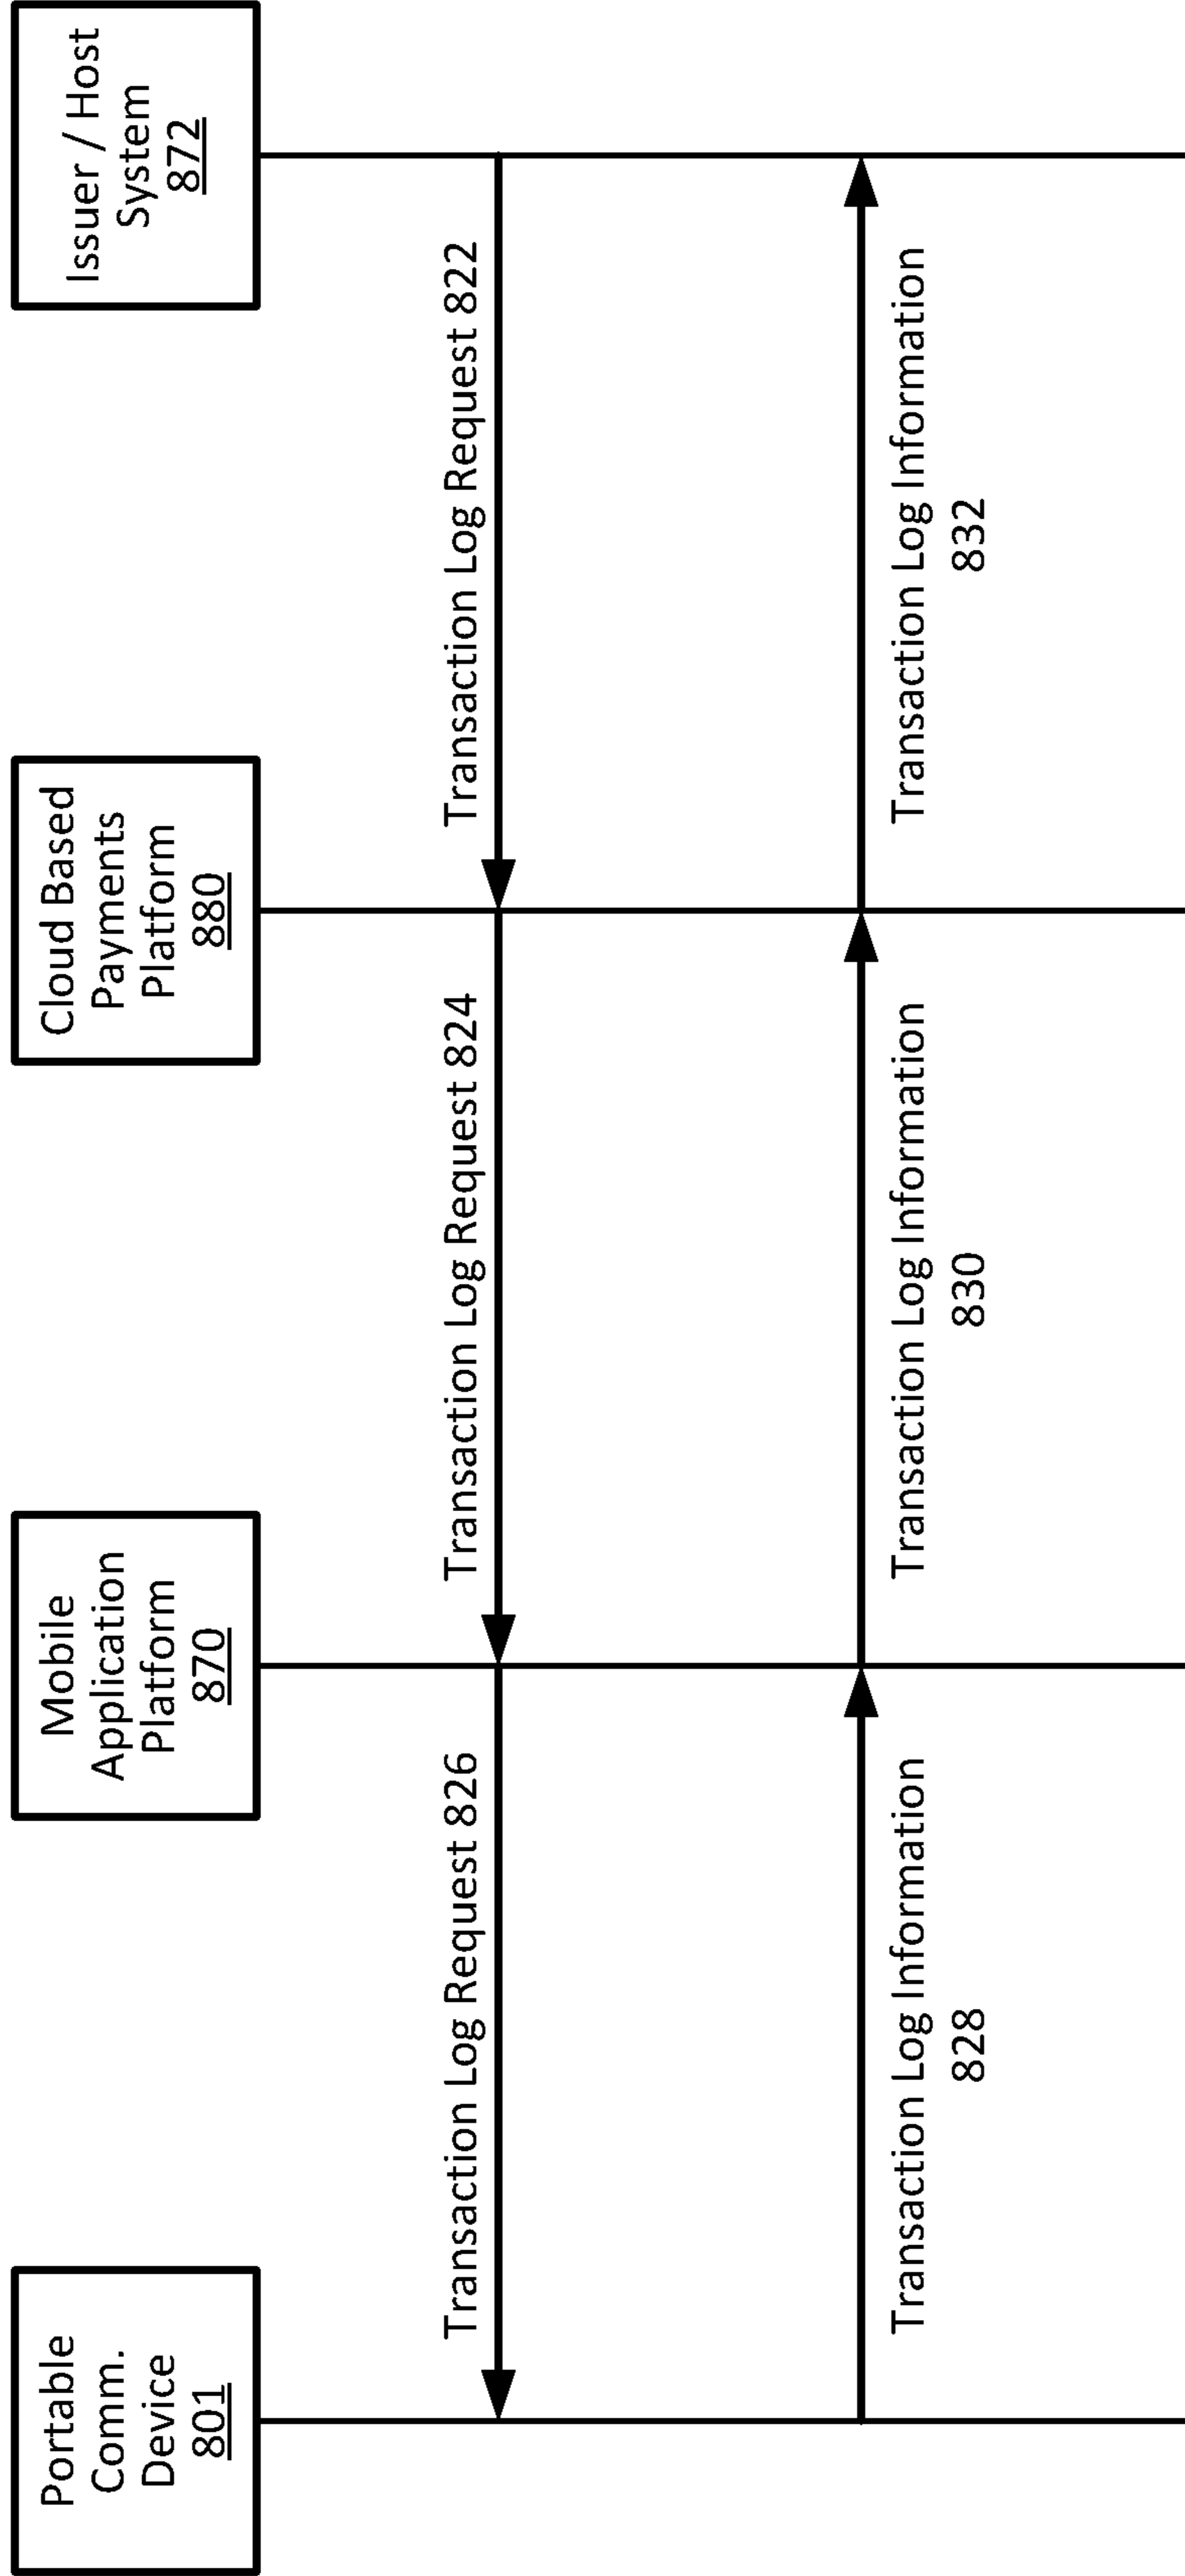 Portable
Comm.
Device
801
Mobile
Application
Platform
870
Cloud Based
Payments
Platform
880
Issuer / Host
System
872
Transaction Log Request 826
Transaction Log Request 824
Transaction Log Request 822
Transaction Log Information
828
Transaction Log Information
830
Transaction Log Information
832